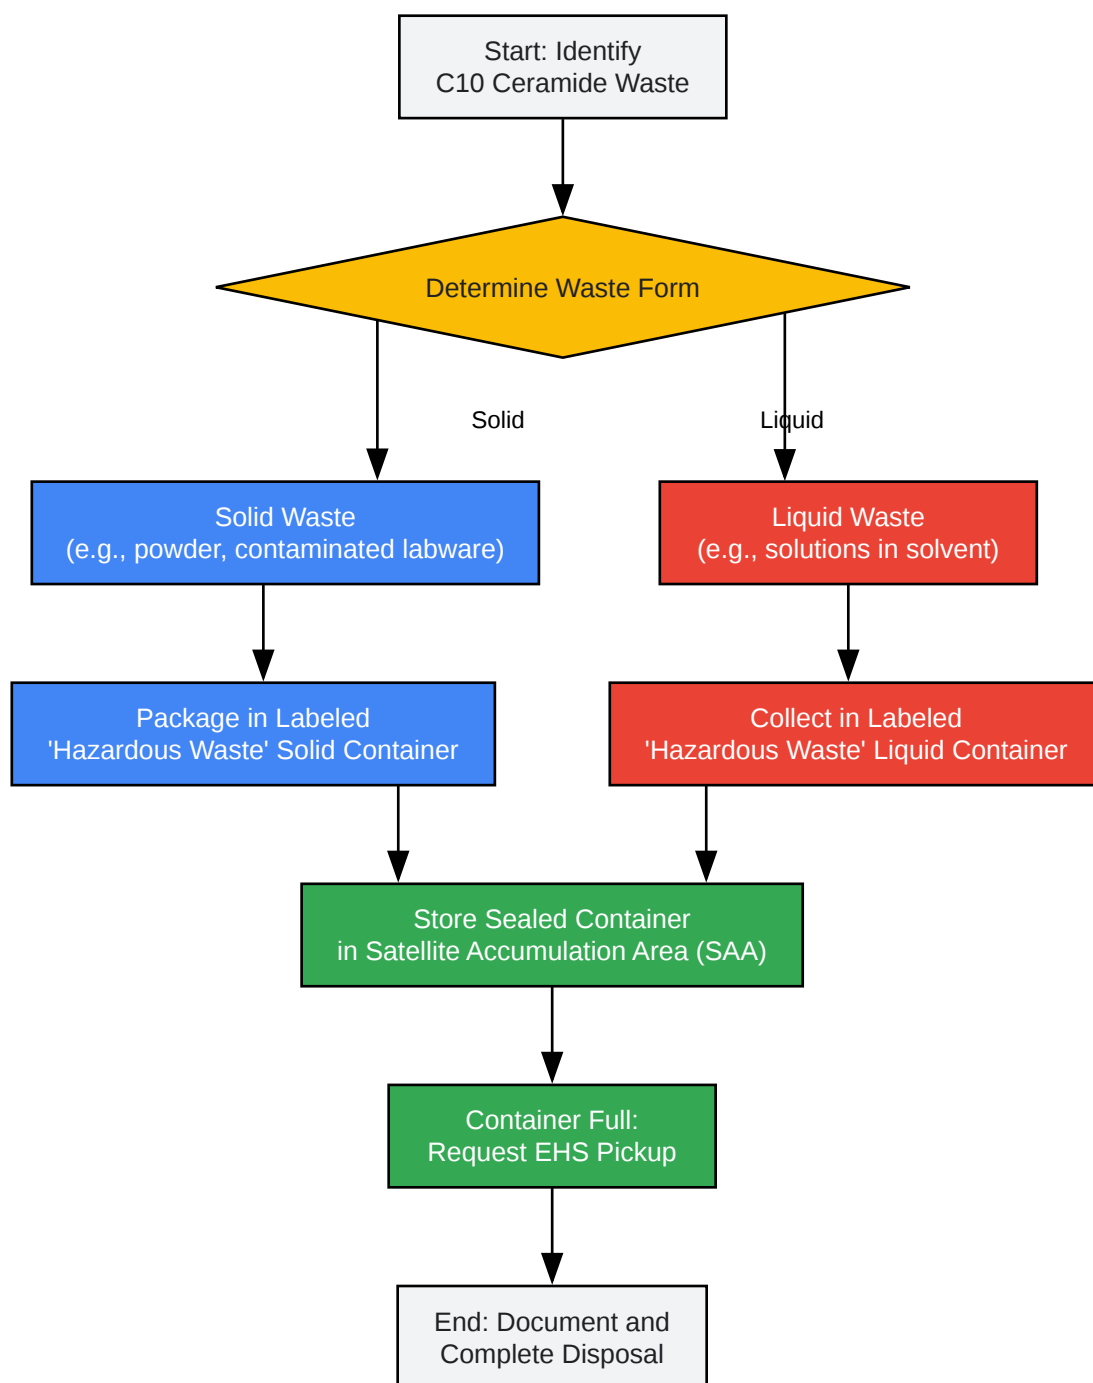 Start: Identify
C10 Ceramide Waste
Determine Waste Form
Solid
Liquid
Solid Waste
(e.g., powder, contaminated labware)
Liquid Waste
(e.g., solutions in solvent)
Package in Labeled
'Hazardous Waste' Solid Container
Collect in Labeled
'Hazardous Waste' Liquid Container
Store Sealed Container
in Satellite Accumulation Area (SAA)
Container Full:
Request EHS Pickup
End: Document and
Complete Disposal